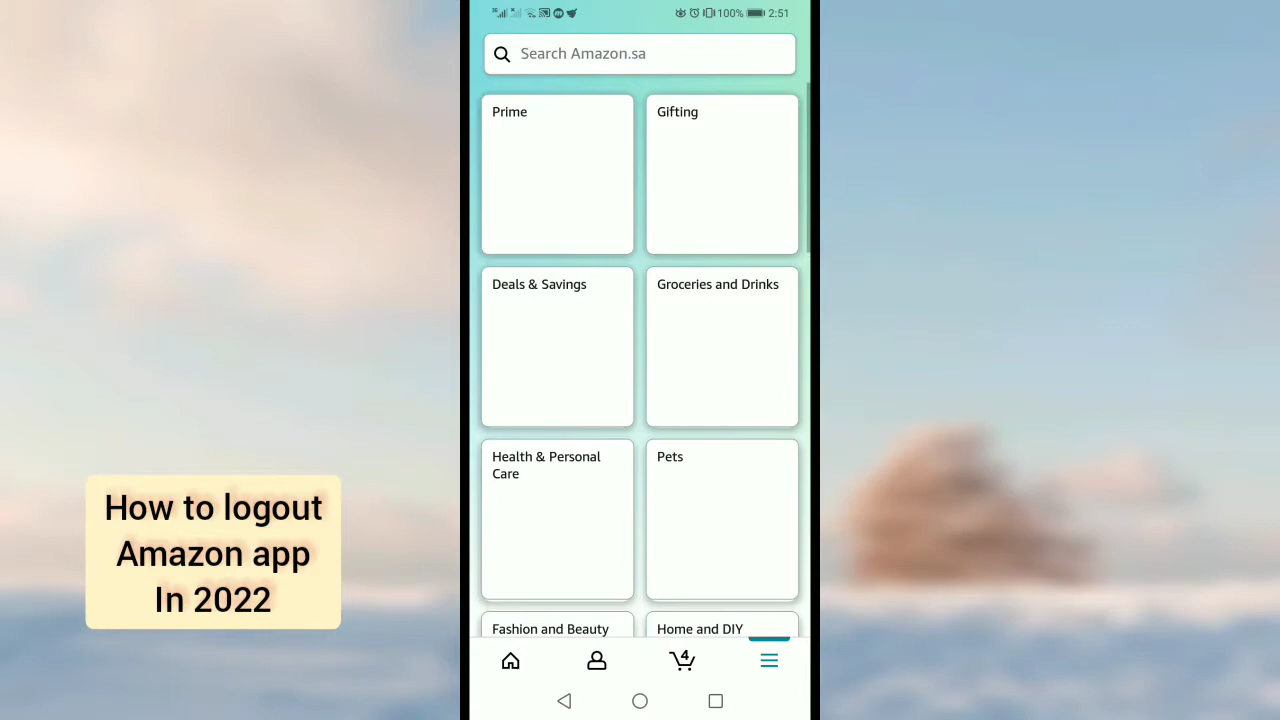 100% 2:51
Search Amazon.sa
Prime
Gifting
Deals & Savings
Groceries and Drinks
Health & Personal
Care
Pets
Fashion and Beauty
Home and DIY
4
How to logout
Amazon app
In 2022